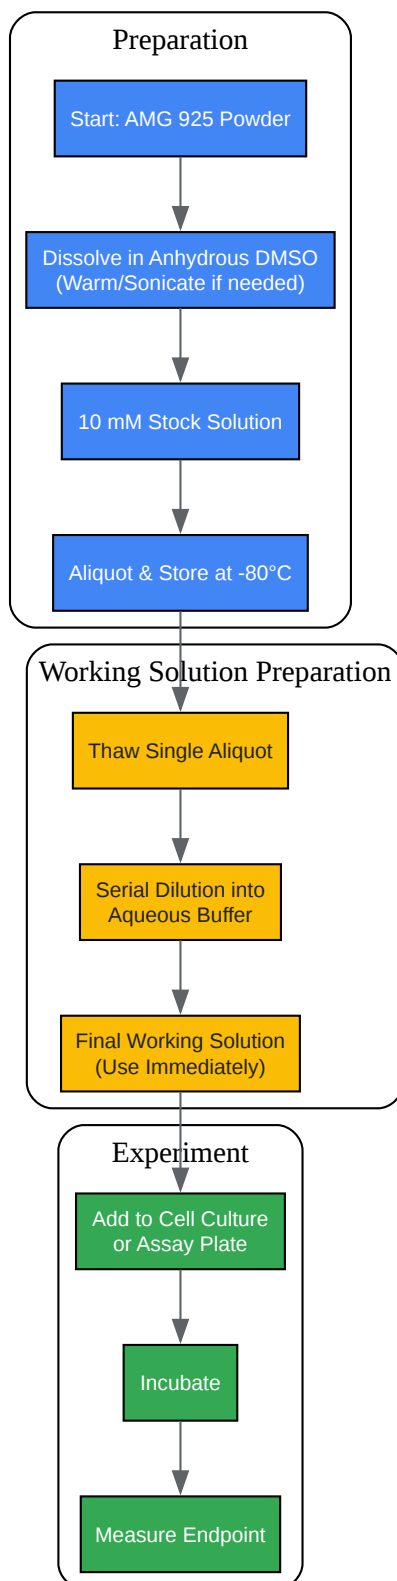 Preparation
Start: AMG 925 Powder
Dissolve in Anhydrous DMSO
(Warm/Sonicate if needed)
10 mM Stock Solution
Aliquot & Store at -80°C
Working Solution Preparation
Thaw Single Aliquot
Serial Dilution into
Aqueous Buffer
Final Working Solution
(Use Immediately)
Experiment
Add to Cell Culture
or Assay Plate
Incubate
Measure Endpoint